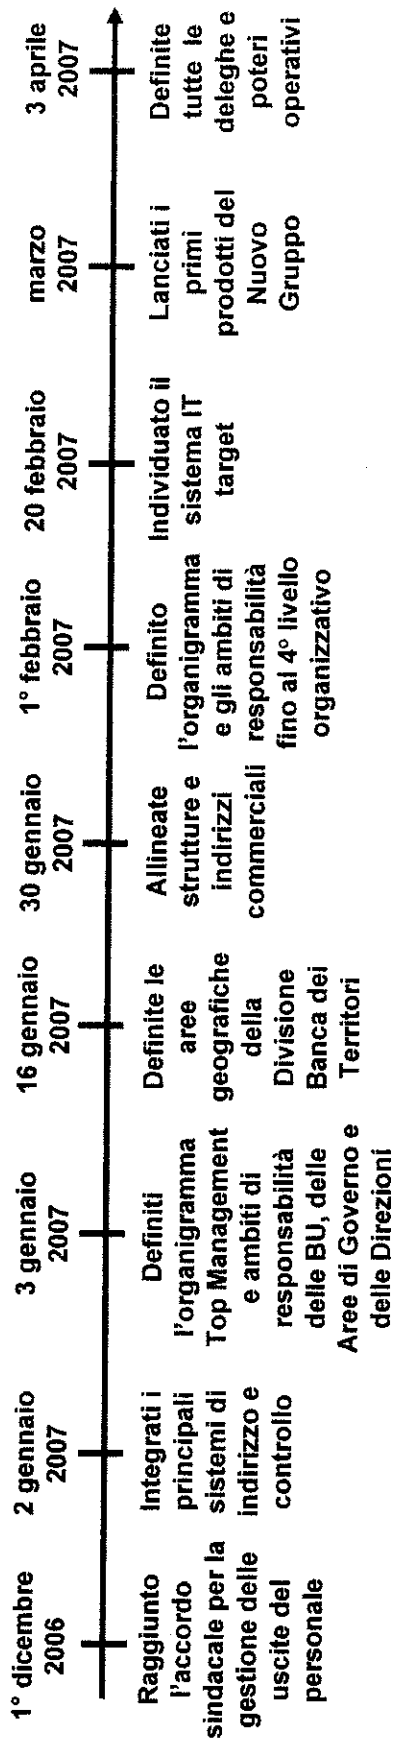 1° dicembre
2006
Raggiunto
l'accordo
sindacale per la
gestione delle
uscite del
personale
2 gennaio
2007
Integrati i
principali
sistemi di
indirizzo e
controllo
3 gennaio
2007
Definiti
l'organigramma
Top Management
e ambiti di
responsabilità
delle BU, delle
Aree di Governo e
delle Direzioni
16 gennaio
2007
Definite le
aree
geografiche
della
Divisione
Banca dei
Territori
30 gennaio
2007
Allineate
strutture e
indirizzi
commerciali
1° febbraio
2007
Definito
l'organigramma
e gli ambiti di
responsabilità
fino al 4° livello
organizzativo
20 febbraio
2007
Individuato il
sistema IT
target
marzo
2007
Lanciati i
primi
prodotti del
Nuovo
Gruppo
3 aprile
2007
Definite
tutte le
deleghe e
poteri
operativi